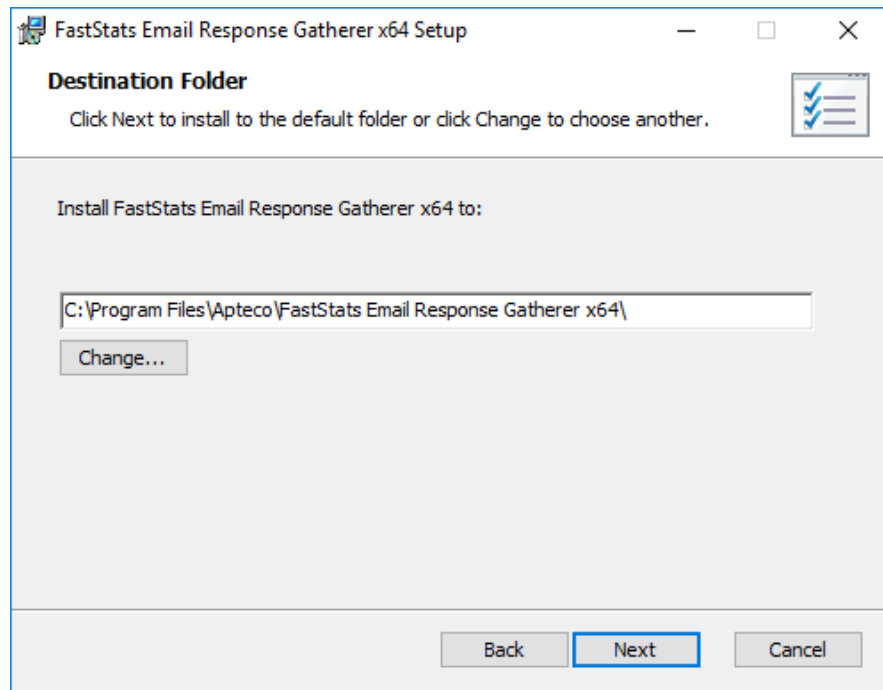 FastStats Email Response Gatherer x64 Setup
Destination Folder
Click Next to install to the default folder or click Change to choose another.
Install FastStats Email Response Gatherer x64 to:
C:\Program Files\Apteco\FastStats Email Response Gatherer x64\
Change...
Back Next Cancel